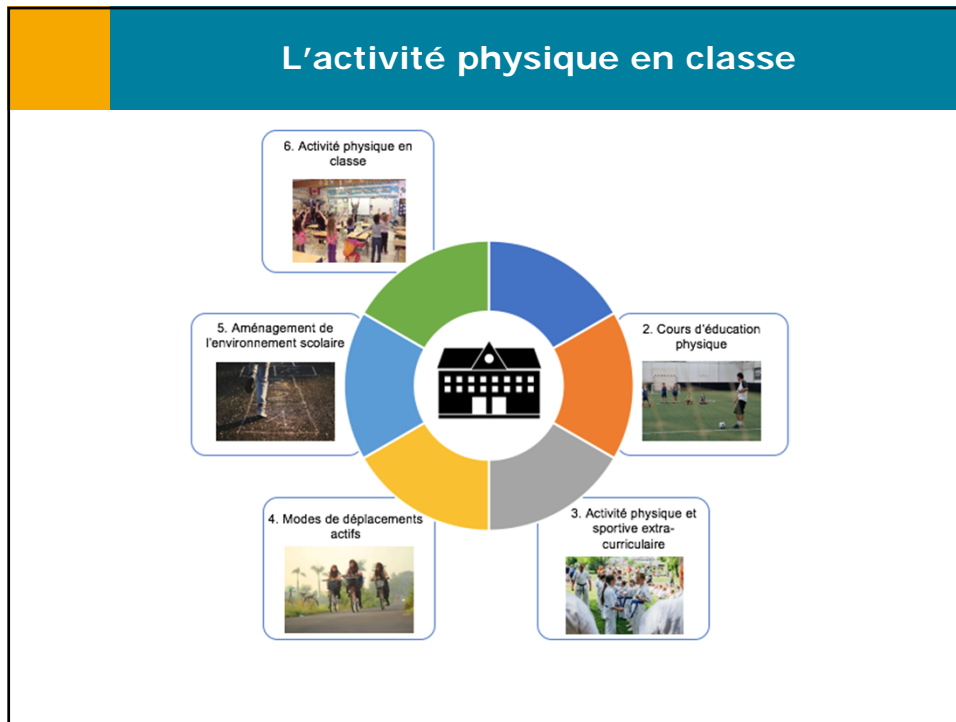 L'activité physique en classe
6. Activité physique en
classe
5. Aménagement de
l'environnement scolaire
2. Cours d'éducation
physique
4. Modes de déplacements
actifs
3. Activité physique et
sportive extra-
curriculaire